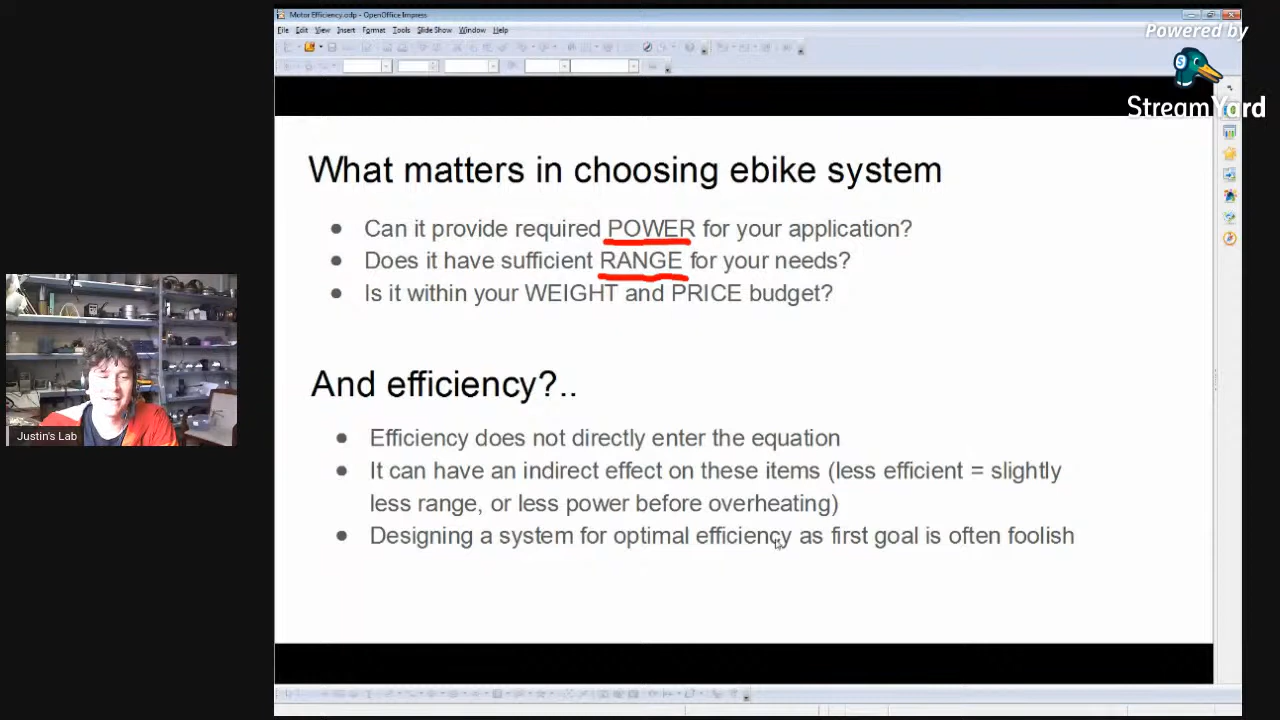 Motor Efficiency.odp - OpenOffice Impress
File Edit View Insert Format Tools Slide Show Window Help
Powered by
StreamYard
What matters in choosing ebike system
● Can it provide required POWER for your application?
● Does it have sufficient RANGE for your needs?
● Is it within your WEIGHT and PRICE budget?
And efficiency?..
● Efficiency does not directly enter the equation
● It can have an indirect effect on these items (less efficient = slightly
less range, or less power before overheating)
● Designing a system for optimal efficiency as first goal is often foolish
Justin's Lab